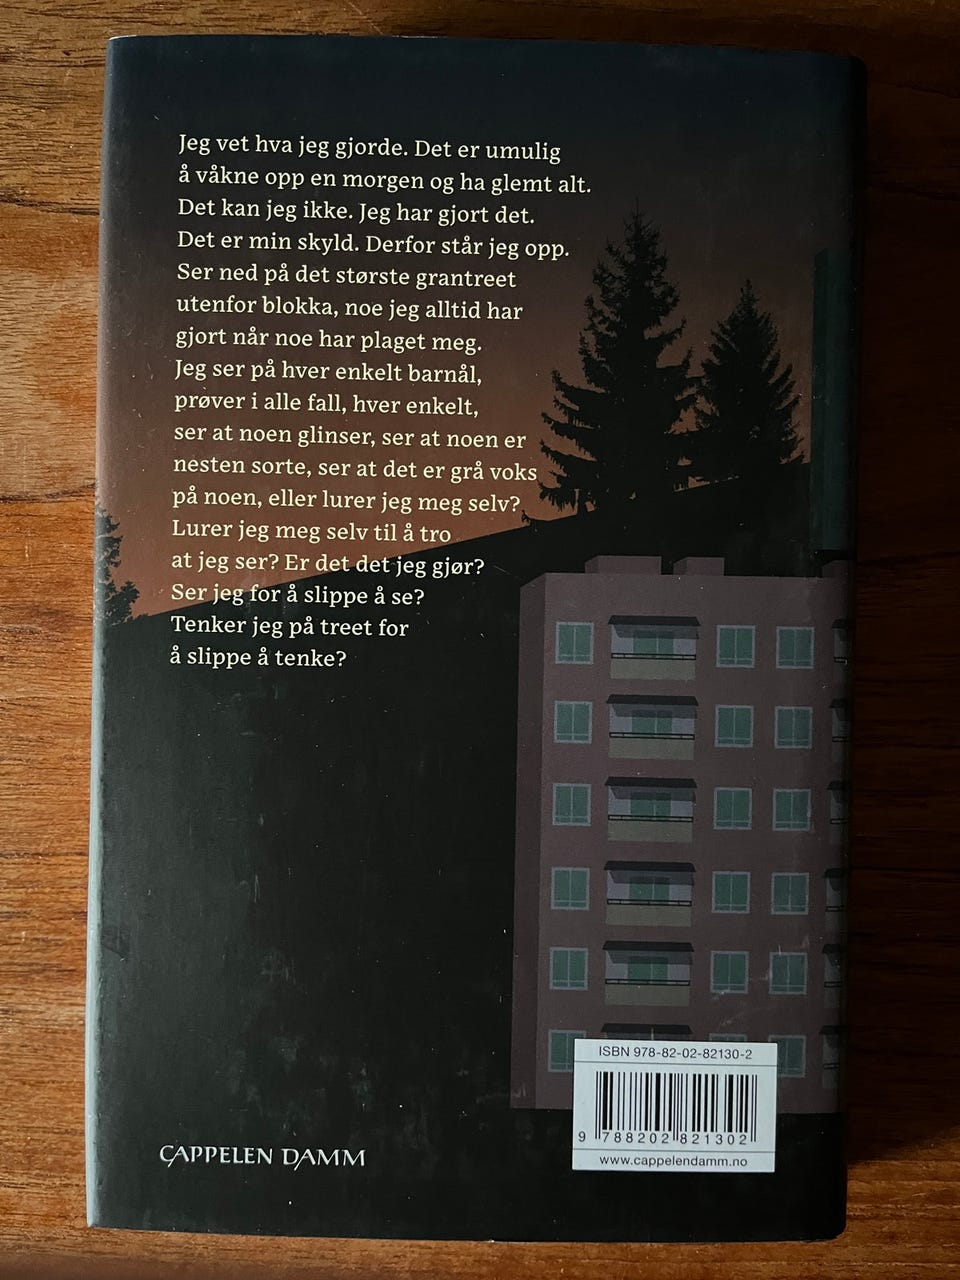 Jeg vet hva jeg gjorde. Det er umulig
å våkne opp en morgen og ha glemt alt.
Det kan jeg ikke. Jeg har gjort det.
Det er min skyld. Derfor står jeg opp.
Ser ned på det største grantreet
utenfor blokka, noe jeg alltid har
gjort når noe har plaget meg.
Jeg ser på hver enkelt barnål,
prøver i alle fall, hver enkelt,
ser at noen glinser, ser at noen er
nesten sorte, ser at det er grå voks
på noen, eller lurer jeg meg selv?
Lurer jeg meg selv til å tro
at jeg ser? Er det det jeg gjør?
Ser jeg for å slippe å se?
Tenker jeg på treet for
å slippe å tenke?
ISBN 978-82-02-82130-2
9 788202 821302
www.cappelendamm.no
CAPPELEN DAMM